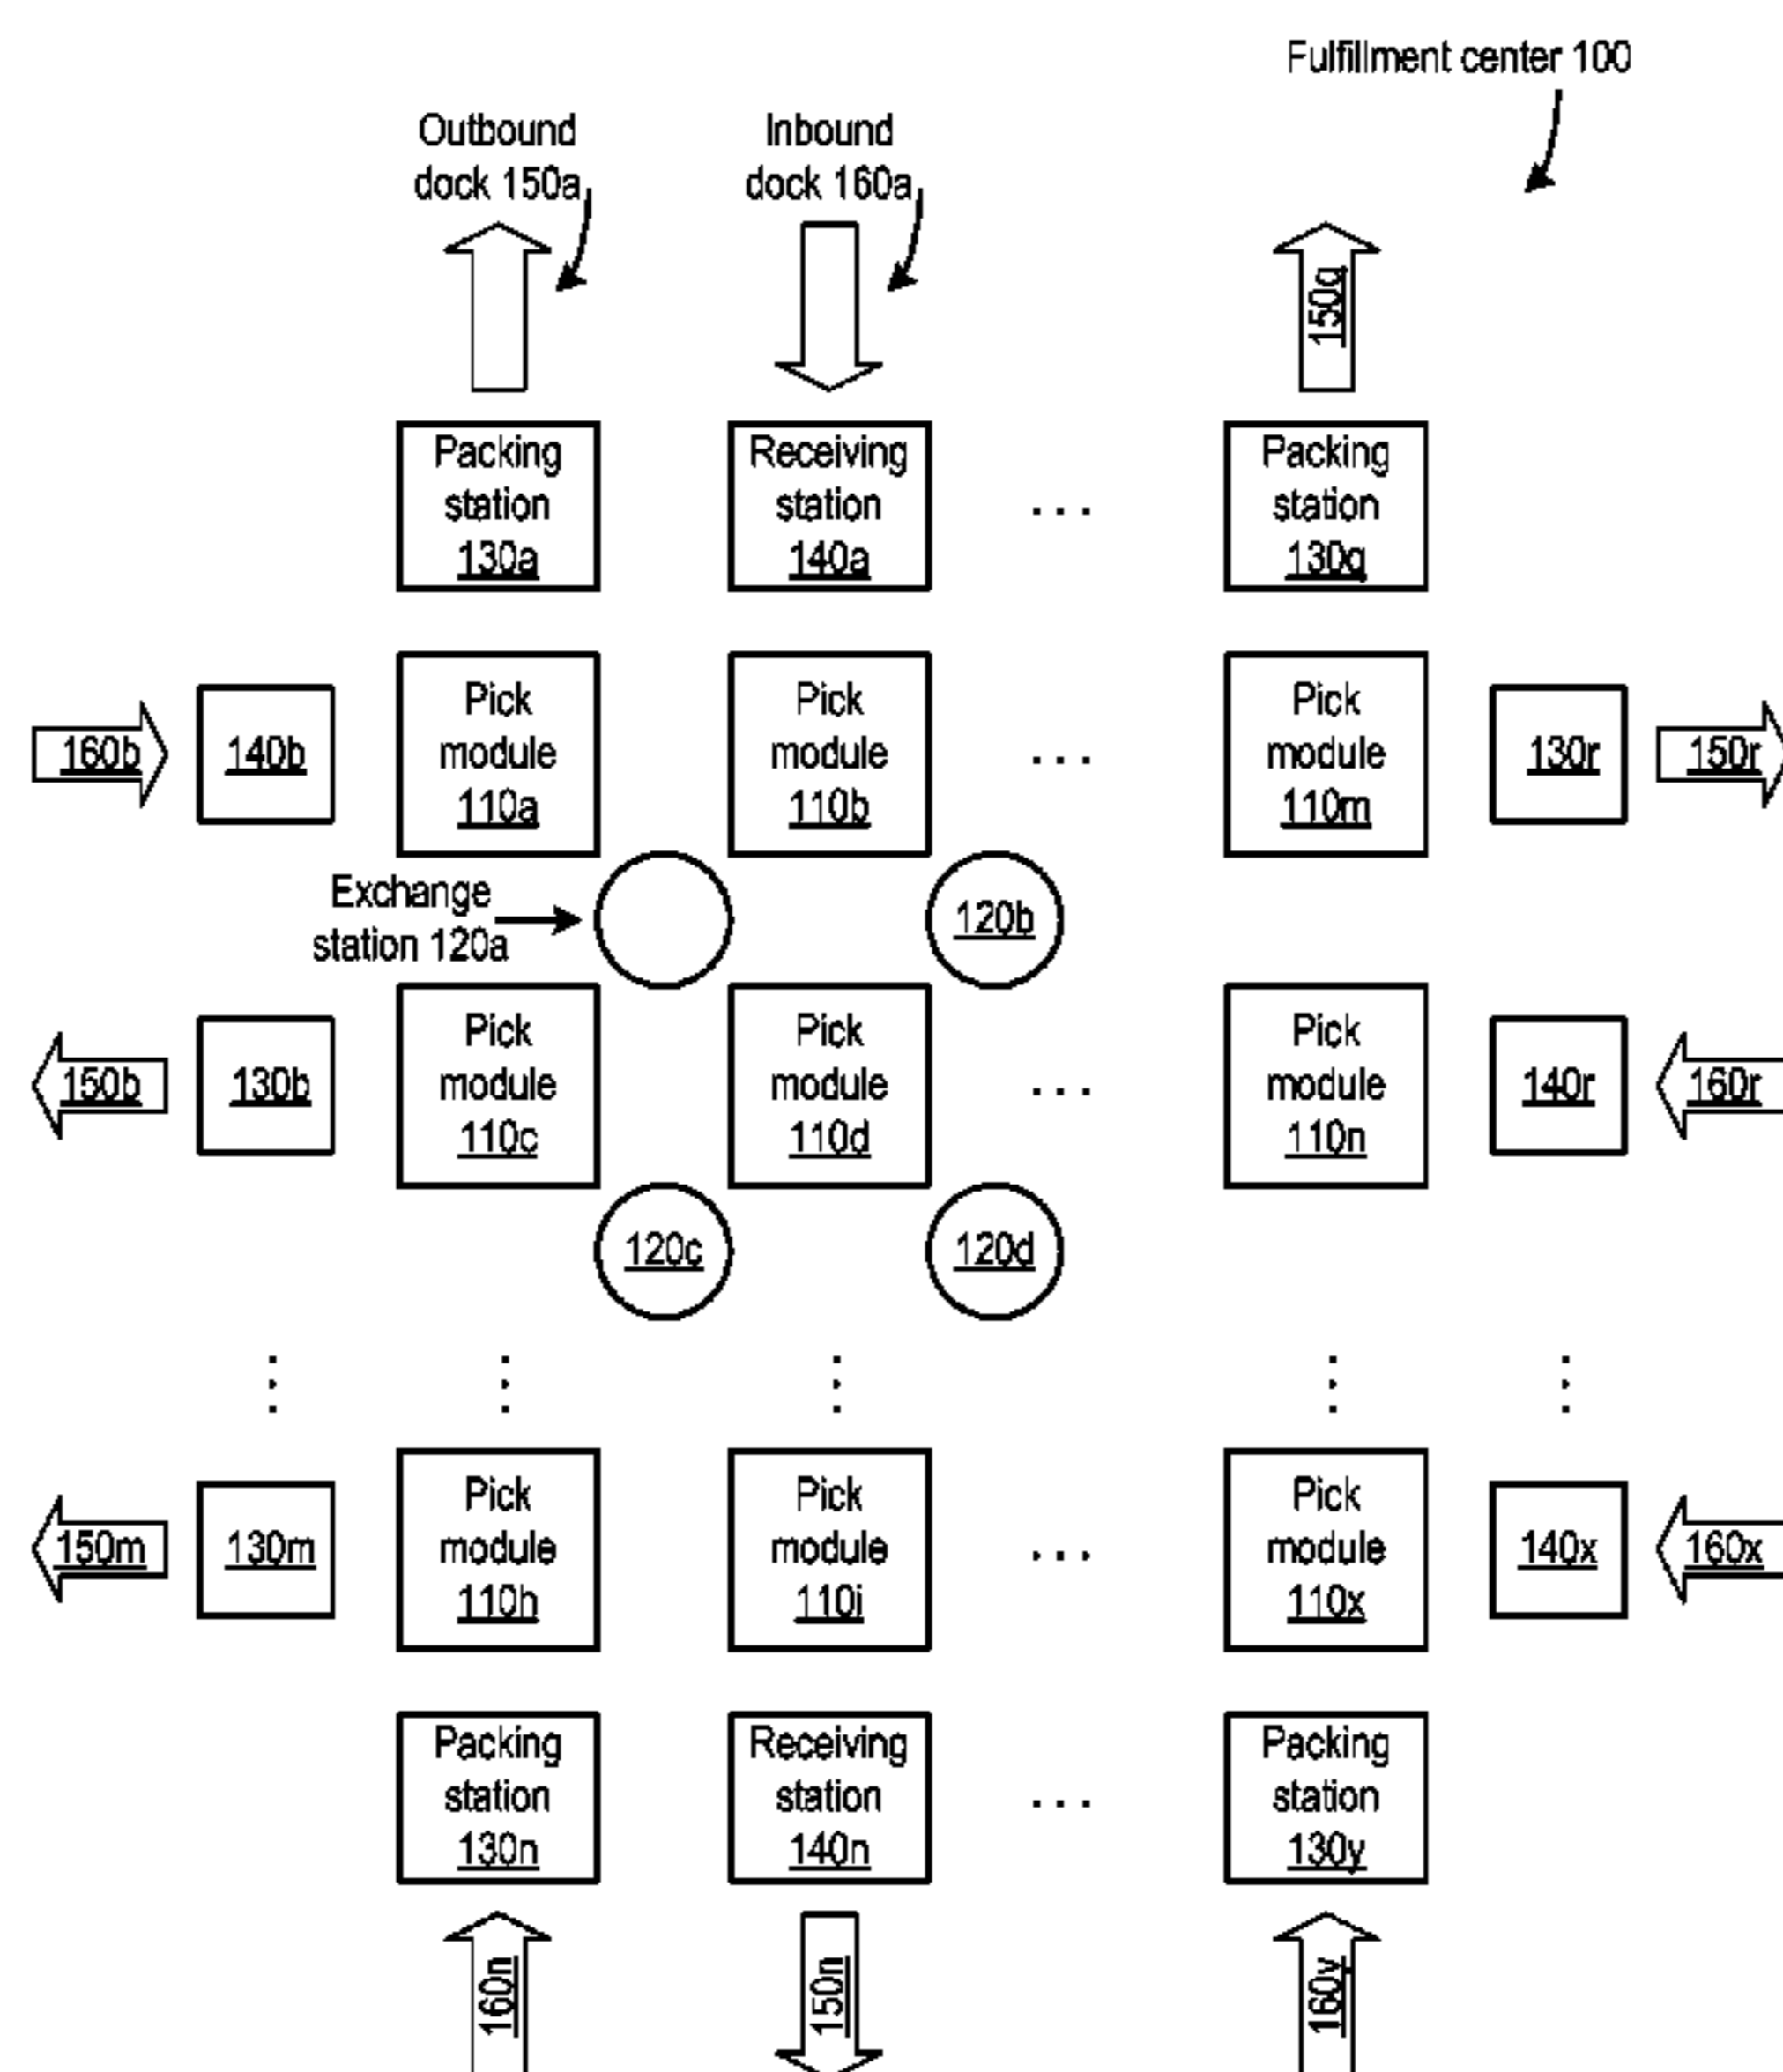 Fulfillment center 100
Outbound
dock 150a
Inbound
dock 160a
150q
Packing
station
130a
Receiving
station
140a
...
Packing
station
130q
160b
140b
Pick
module
110a
Pick
module
110b
...
Pick
module
110m
130r
150r
Exchange
station 120a
120b
150b
130b
Pick
module
110c
Pick
module
110d
...
Pick
module
110n
140r
160r
120c
120d
150m
130m
Pick
module
110h
Pick
module
110i
...
Pick
module
110x
140x
160x
Packing
station
130n
Receiving
station
140n
...
Packing
station
130y
160n
150n
160y